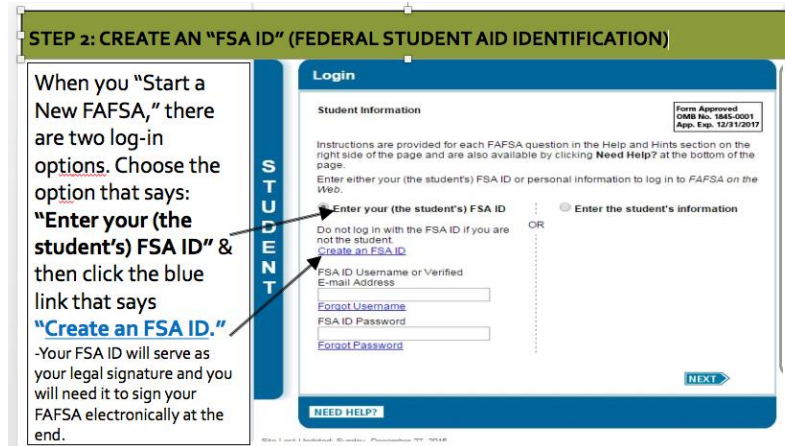 STEP 2: CREATE AN “FSA ID” (FEDERAL STUDENT AID IDENTIFICATION)
When you “Start a
New FAFSA,” there
are two log-in
options. Choose the
option that says:
“Enter your (the
student’s) FSA ID” &
then click the blue
link that says
“Create an FSA ID.”
-Your FSA ID will serve as
your legal signature and you
will need it to sign your
FAFSA electronically at the
end.
STUDENT
Login
Student Information
Form Approved
OMB No. 1845-0001
App. Exp. 12/31/2017
Instructions are provided for each FAFSA question in the Help and Hints section on the
right side of the page and are also available by clicking Need Help? at the bottom of the
page.
Enter either your (the student's) FSA ID or personal information to log in to FAFSA on the
Web.
Enter your (the student's) FSA ID
OR
Enter the student's information
Do not log in with the FSA ID if you are
not the student.
Create an FSA ID
FSA ID Username or Verified
E-mail Address
Forgot Username
FSA ID Password
Forgot Password
NEXT
NEED HELP?
Site Last Updated: Sunday, December 27, 2015